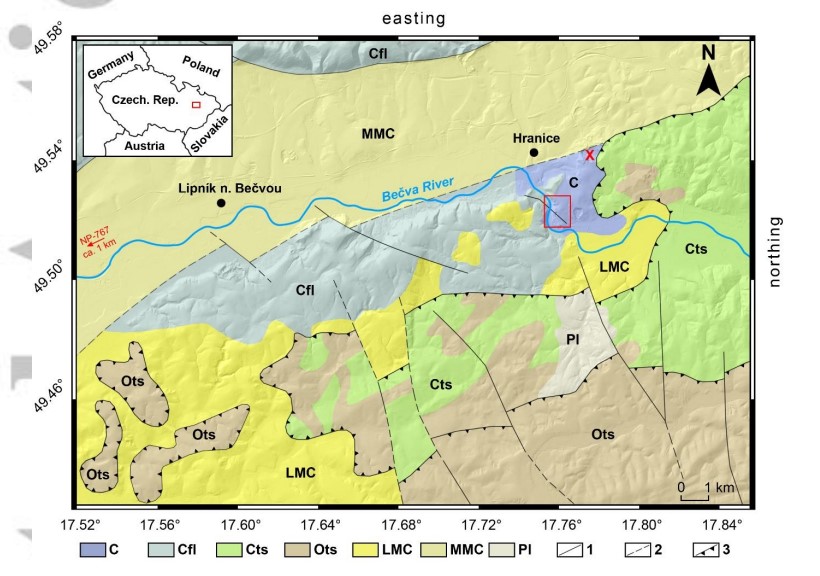 easting
49.58°
49.54°
49.50°
49.46°
northing
Germany
Poland
Czech. Rep.
Austria
Slovakia
Cfl
N
MMC
Hranice
X
Lipník n. Bečvou
Bečva River
C
NP-767
ca. 1 km
Cts
LMC
Cfl
Pl
Ots
Cts
Ots
Ots
Ots
LMC
0 1 km
17.52° 17.56° 17.60° 17.64° 17.68° 17.72° 17.76° 17.80° 17.84°
C Cfl Cts Ots LMC MMC Pl 1 2 3